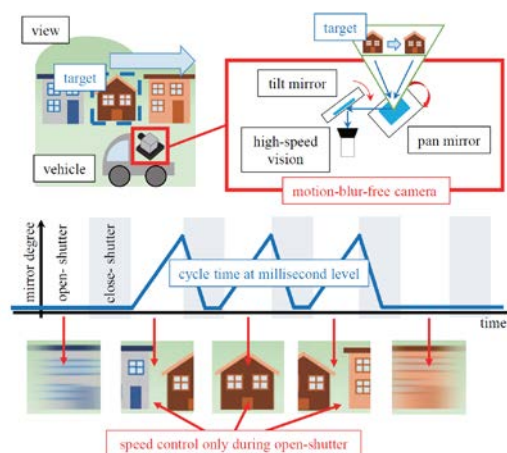 view
target
vehicle
target
tilt mirror
high-speed
vision
pan mirror
motion-blur-free camera
mirror degree
open- shutter
close- shutter
cycle time at millisecond level
time
speed control only during open-shutter